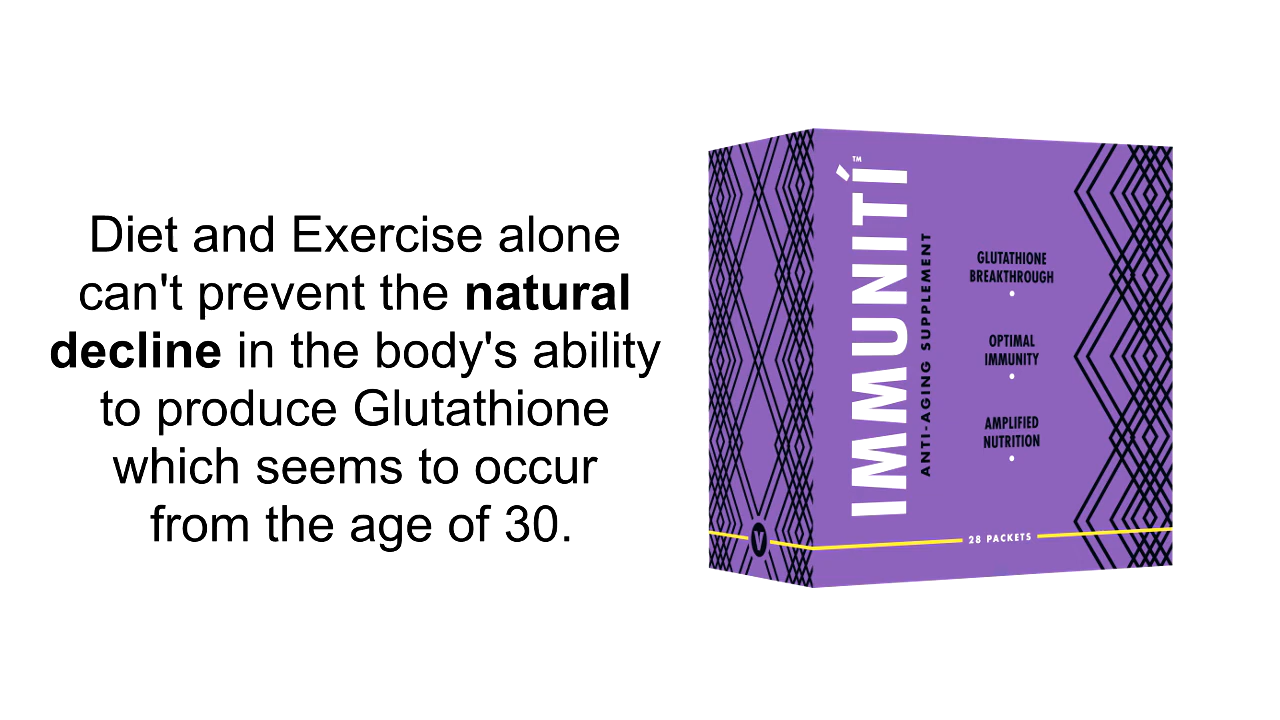 Diet and Exercise alone
can't prevent the natural
decline in the body's ability
to produce Glutathione
which seems to occur
from the age of 30.
IMMUNITÍ™
ANTI-AGING SUPPLEMENT
GLUTATHIONE
BREAKTHROUGH
•
OPTIMAL
IMMUNITY
•
AMPLIFIED
NUTRITION
•
28 PACKETS
V